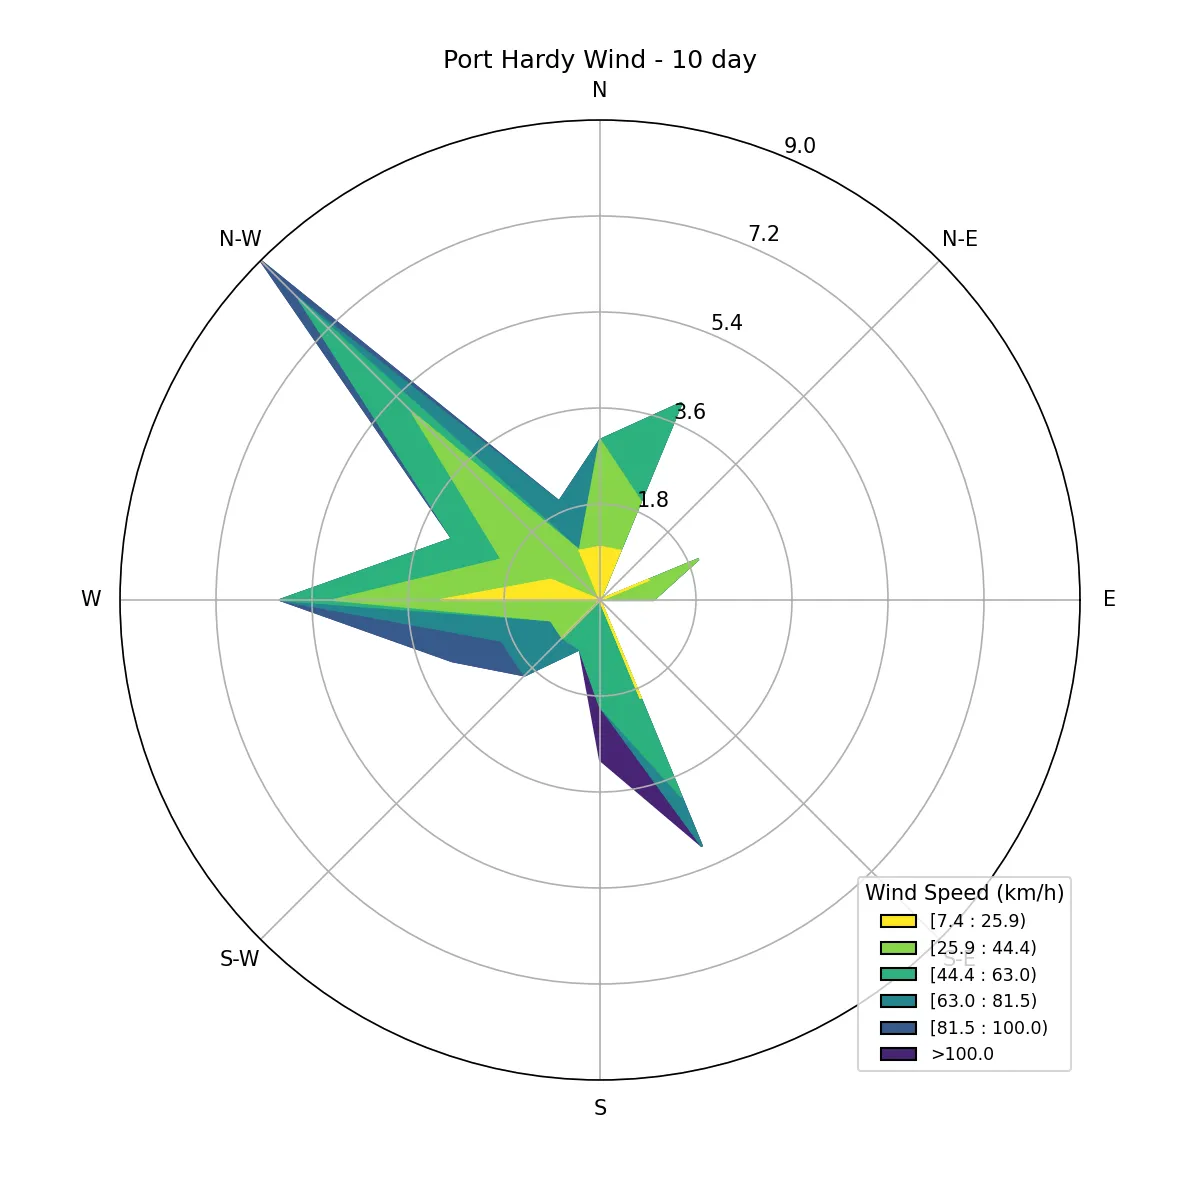 Port Hardy Wind - 10 day
N
9.0
N-W
7.2
N-E
5.4
3.6
1.8
W
E
Wind Speed (km/h)
[7.4 : 25.9)
[25.9 : 44.4)
[44.4 : 63.0)
[63.0 : 81.5)
[81.5 : 100.0)
>100.0
S-W
S-E
S